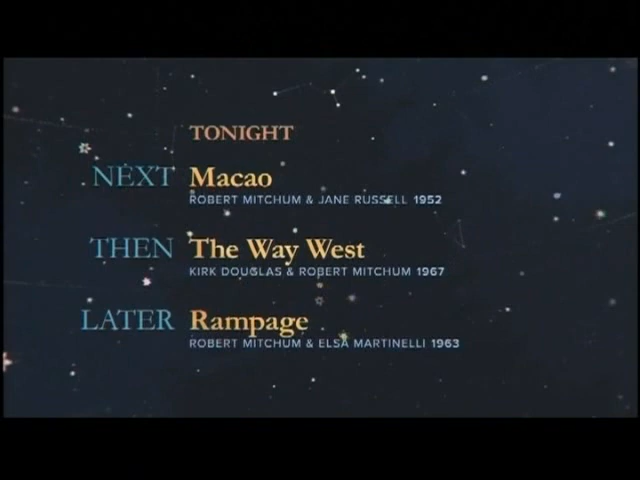 TONIGHT
NEXT Macao
ROBERT MITCHUM & JANE RUSSELL 1952
THEN The Way West
KIRK DOUGLAS & ROBERT MITCHUM 1967
LATER Rampage
ROBERT MITCHUM & ELSA MARTINELLI 1963